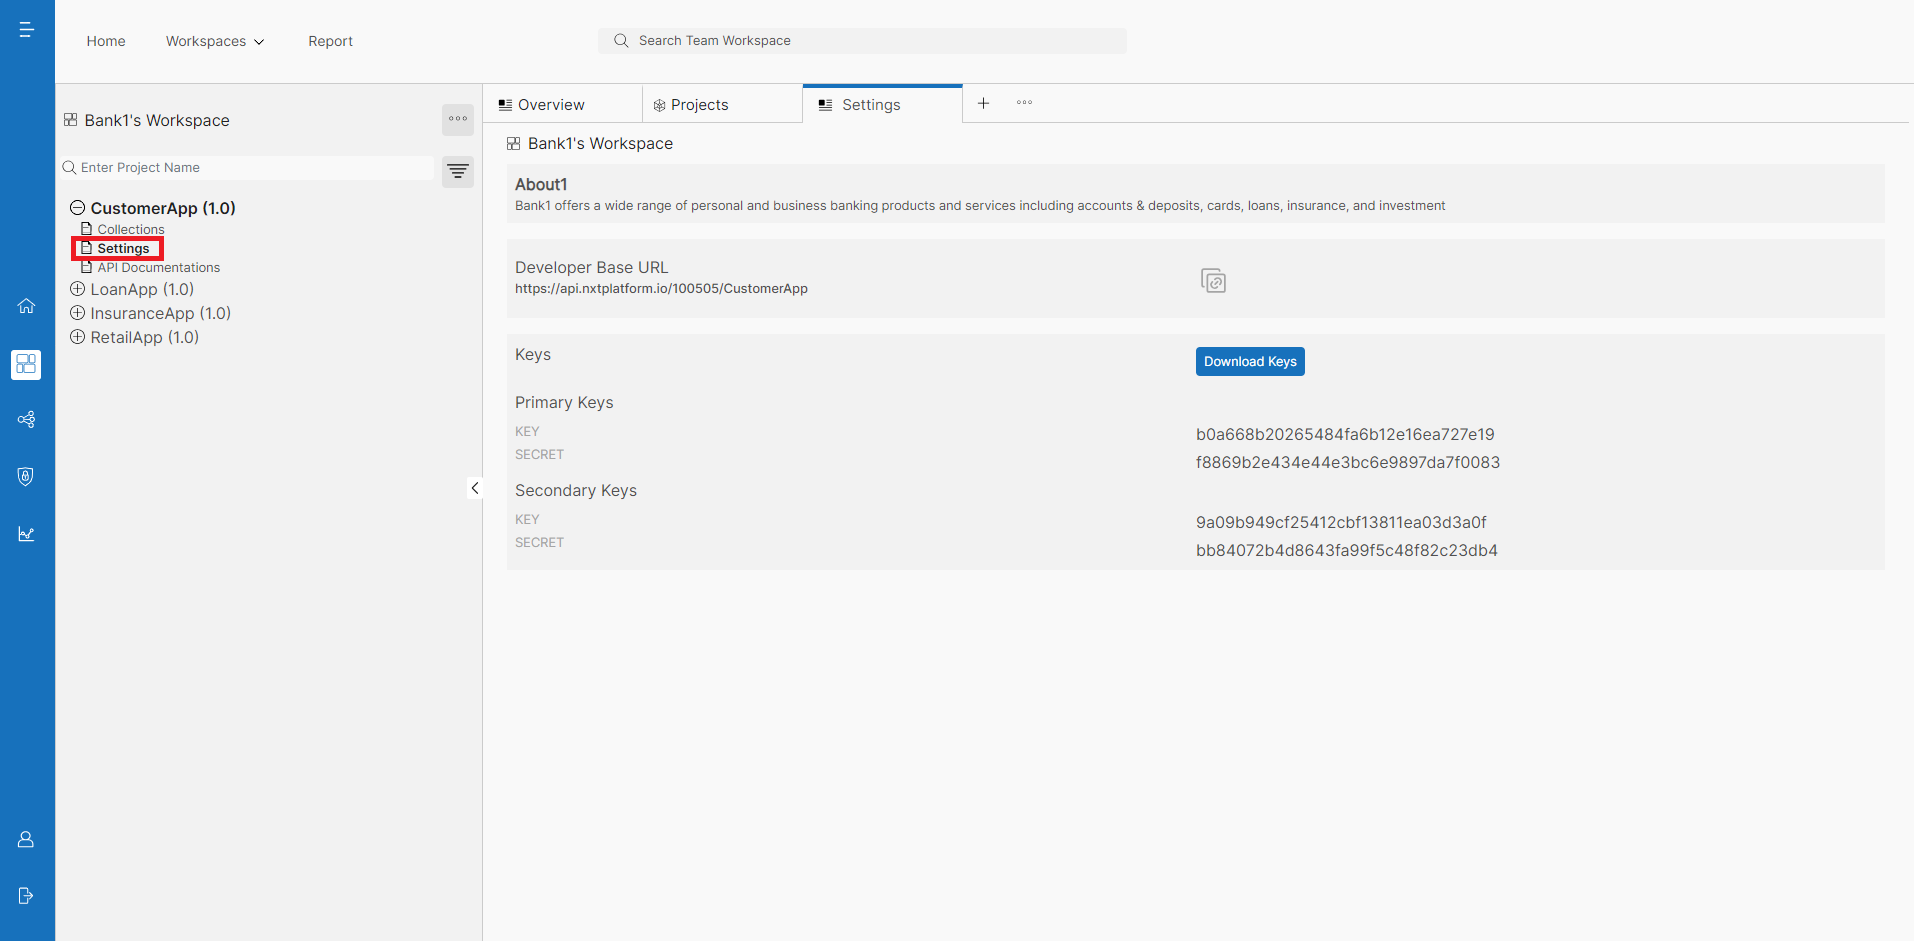 Home
Workspaces
Report
Search Team Workspace
Bank1's Workspace
Enter Project Name
CustomerApp (1.0)
Collections
Settings
API Documentations
LoanApp (1.0)
InsuranceApp (1.0)
RetailApp (1.0)
Overview
Projects
Settings
Bank1's Workspace
About1
Bank1 offers a wide range of personal and business banking products and services including accounts & deposits, cards, loans, insurance, and investment
Developer Base URL
https://api.nxtplatform.io/100505/CustomerApp
Keys
Download Keys
Primary Keys
KEY
b0a668b20265484fa6b12e16ea727e19
SECRET
f8869b2e434e44e3bc6e9897da7f0083
Secondary Keys
KEY
9a09b949cf25412cbf13811ea03d3a0f
SECRET
bb84072b4d8643fa99f5c48f82c23db4